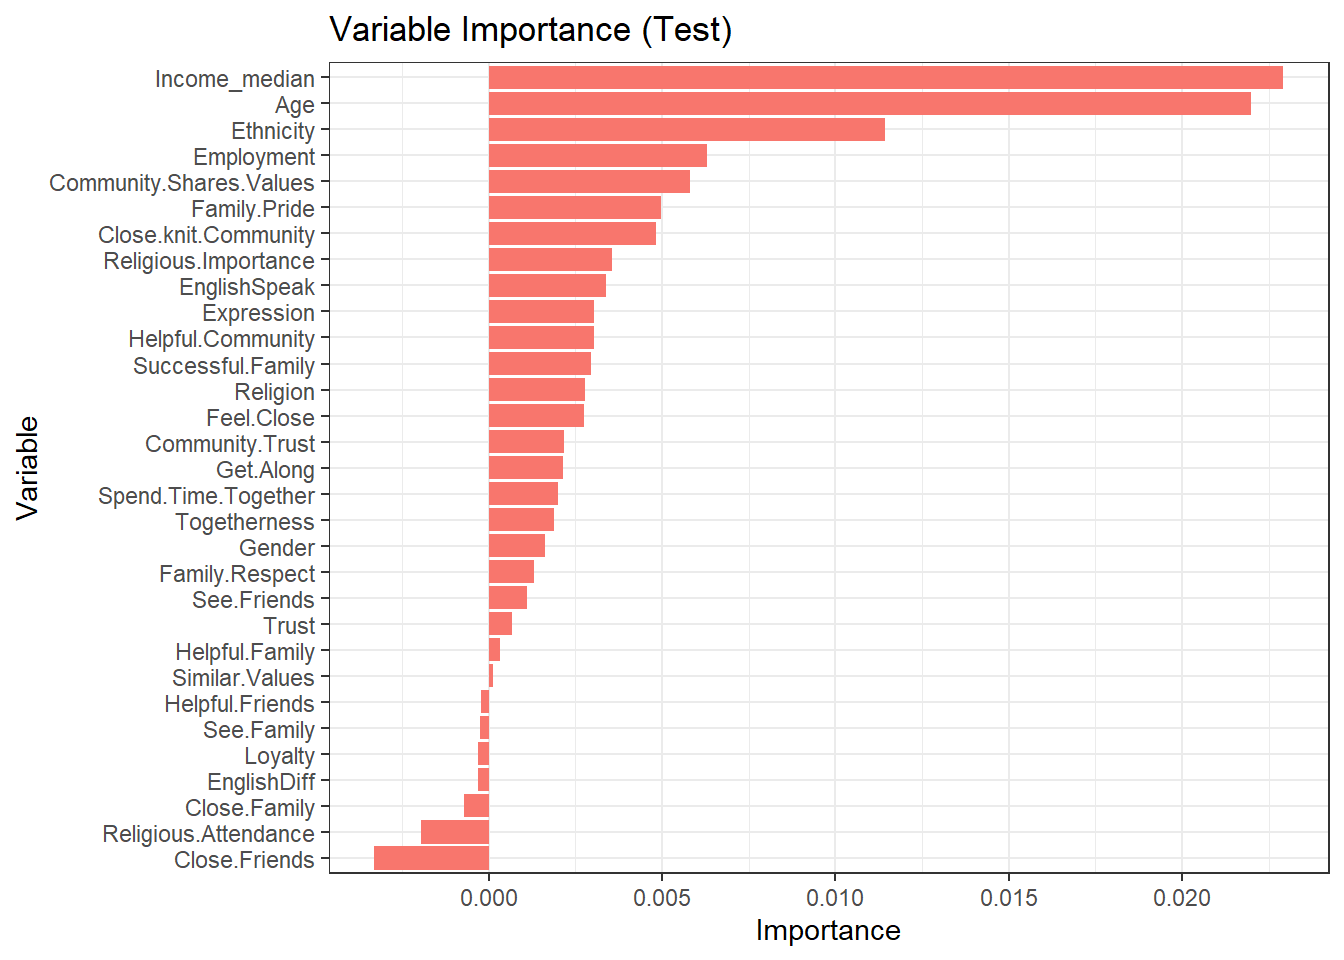 Variable Importance (Test)
Variable
Income_median
Age
Ethnicity
Employment
Community.Shares.Values
Family.Pride
Close.knit.Community
Religious.Importance
EnglishSpeak
Expression
Helpful.Community
Successful.Family
Religion
Feel.Close
Community.Trust
Get.Along
Spend.Time.Together
Togetherness
Gender
Family.Respect
See.Friends
Trust
Helpful.Family
Similar.Values
Helpful.Friends
See.Family
Loyalty
EnglishDiff
Close.Family
Religious.Attendance
Close.Friends
0.000 0.005 0.010 0.015 0.020
Importance